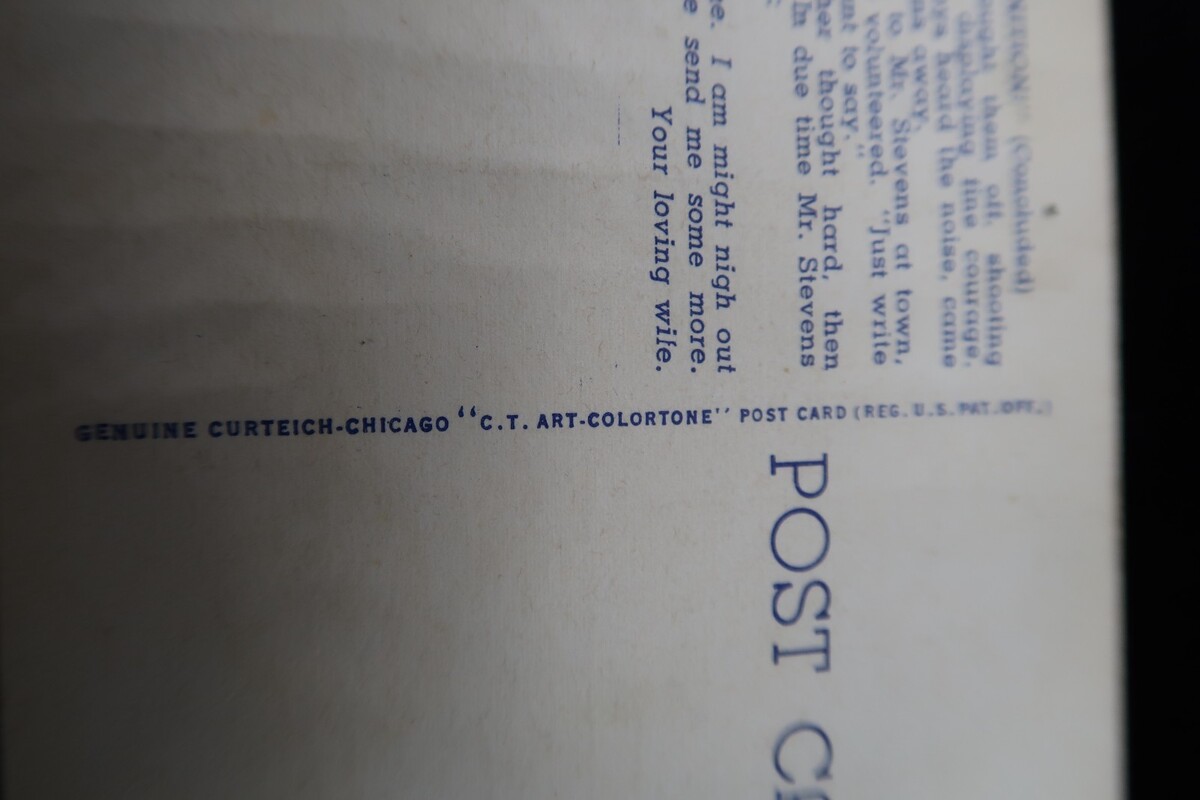 (Concluded)
them off, shooting
displaying fine courage,
heard the noise, came
away.
to Mr. Stevens at town,
volunteered. "Just write
to say."
thought hard, then
In due time Mr. Stevens
I am might nigh out
send me some more.
Your loving wife.
GENUINE CURTEICH-CHICAGO "C.T. ART-COLORTONE" POST CARD (REG. U.S. PAT. OFF.)
POST